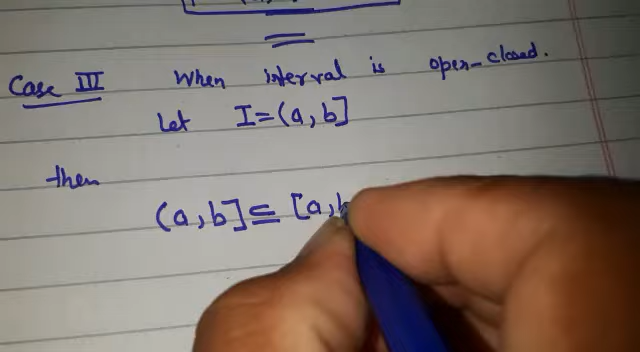 Case III When interval is open-closed.
Let I=(a, b]
then
(a,b] ⊆ [a,b